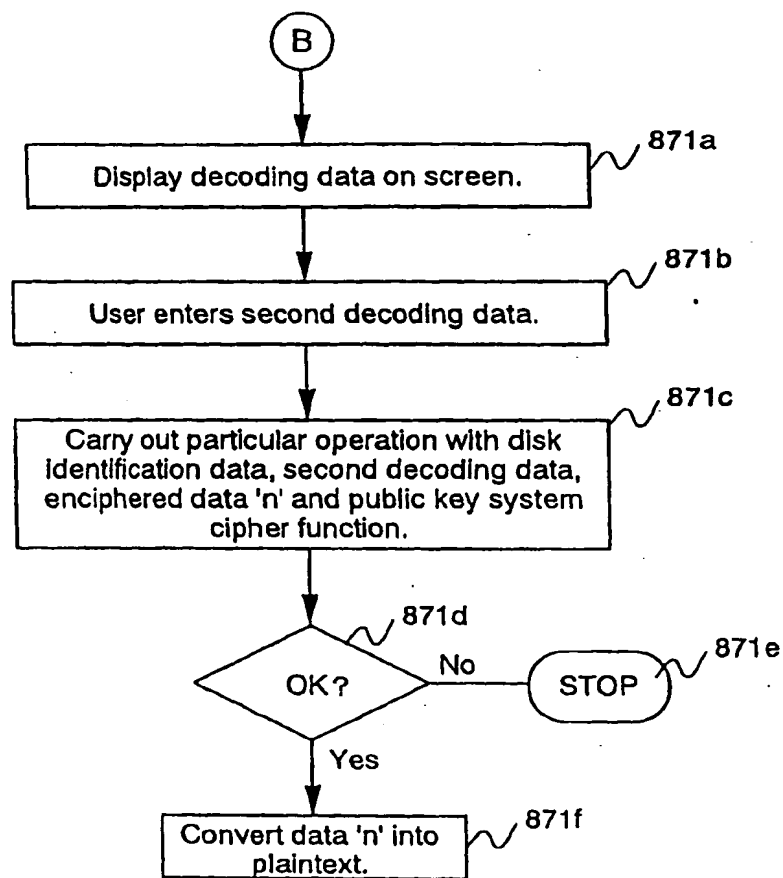 B
871a
Display decoding data on screen.
871b
User enters second decoding data.
871c
Carry out particular operation with disk
identification data, second decoding data,
enciphered data 'n' and public key system
cipher function.
871d
OK?
No
STOP
871e
Yes
871f
Convert data 'n' into
plaintext.